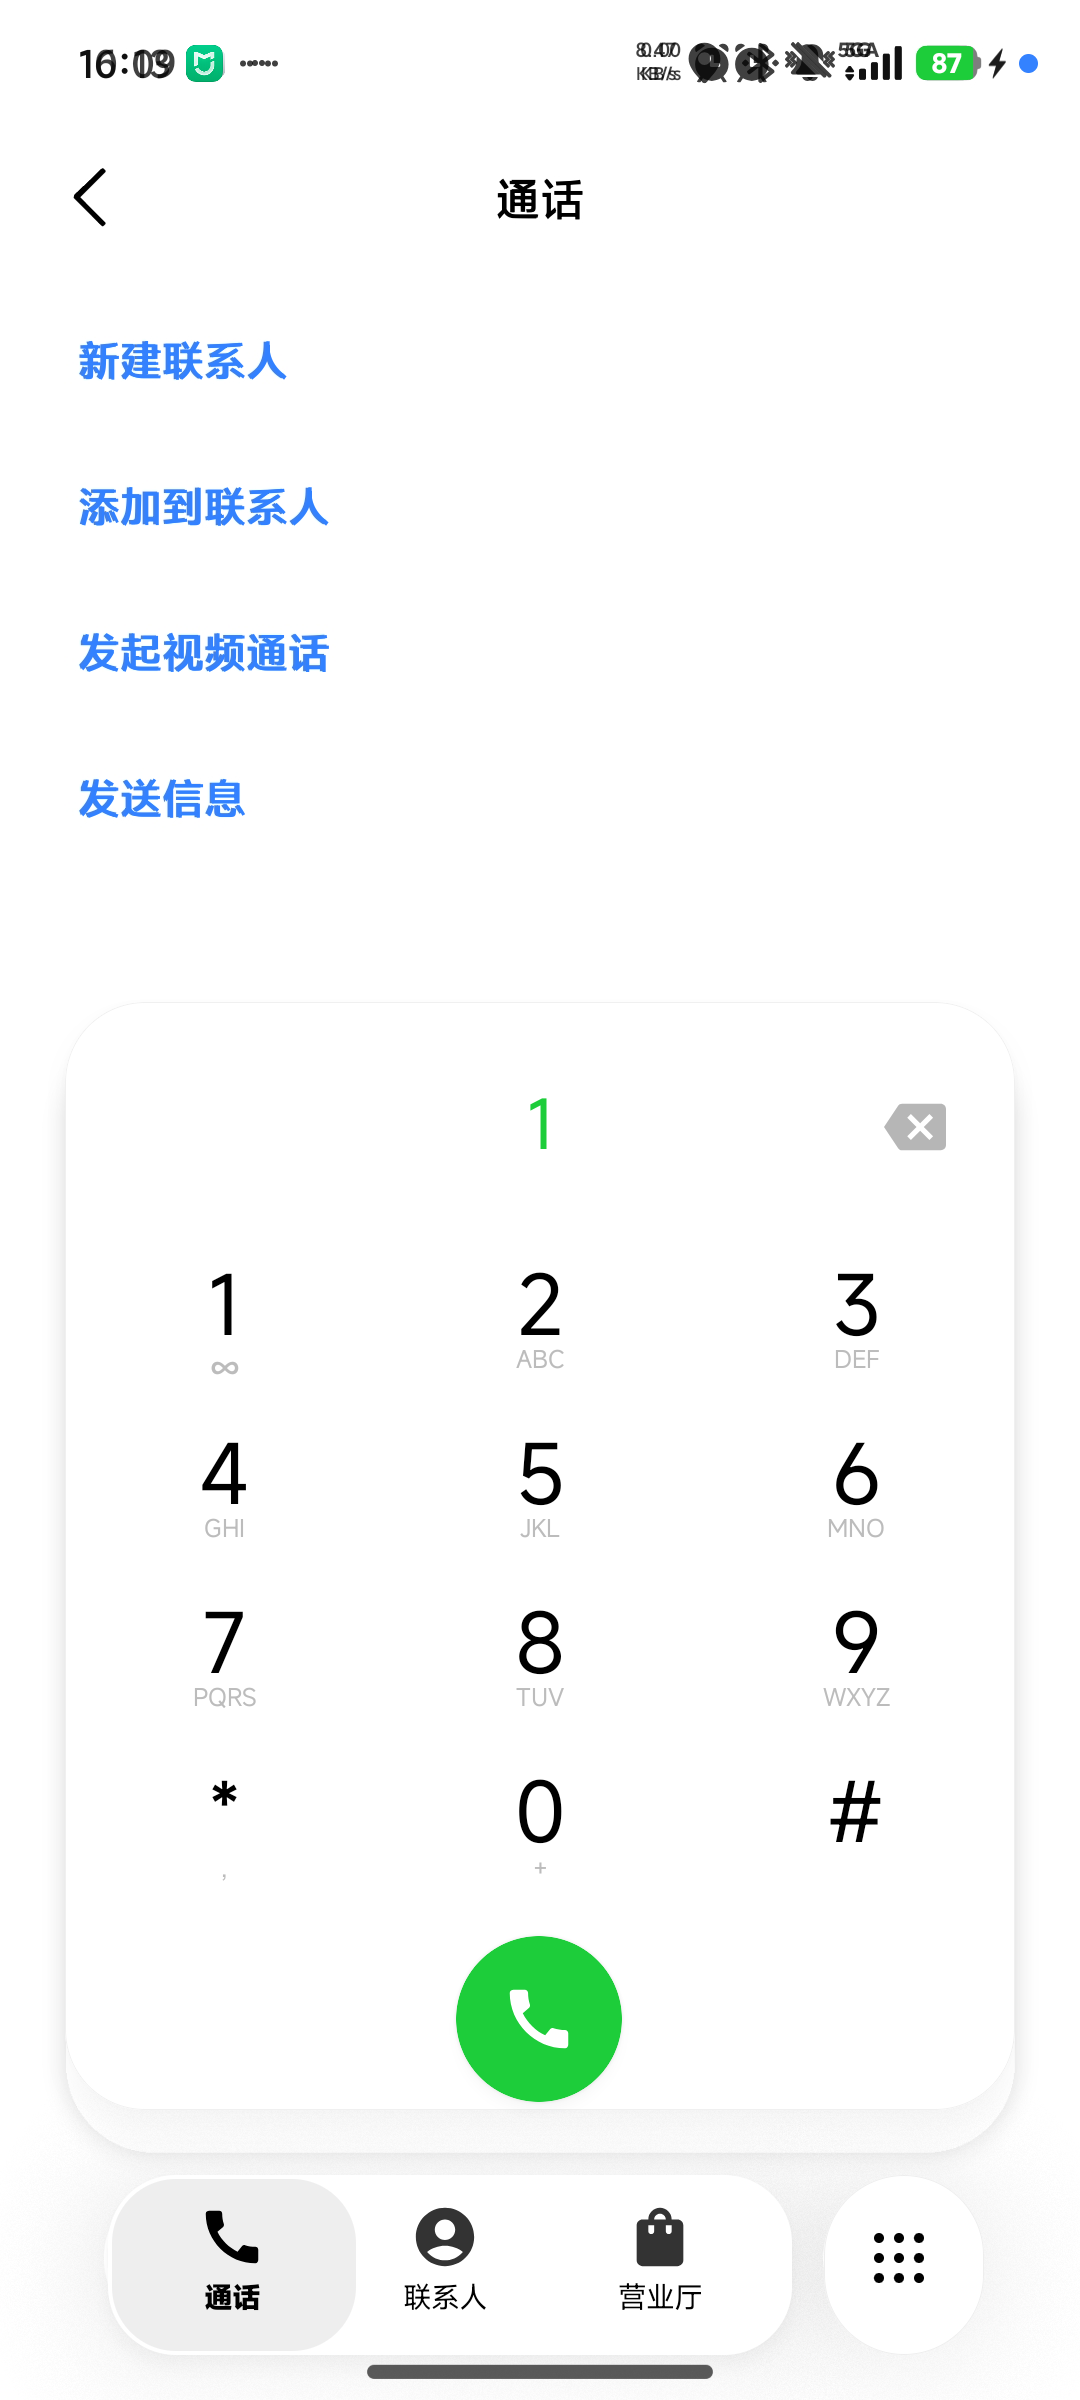 87
通话
新建联系人
添加到联系人
发起视频通话
发送信息
1
1
2 ABC
3 DEF
4 GHI
5 JKL
6 MNO
7 PQRS
8 TUV
9 WXYZ
* ,
0 +
#
通话
联系人
营业厅